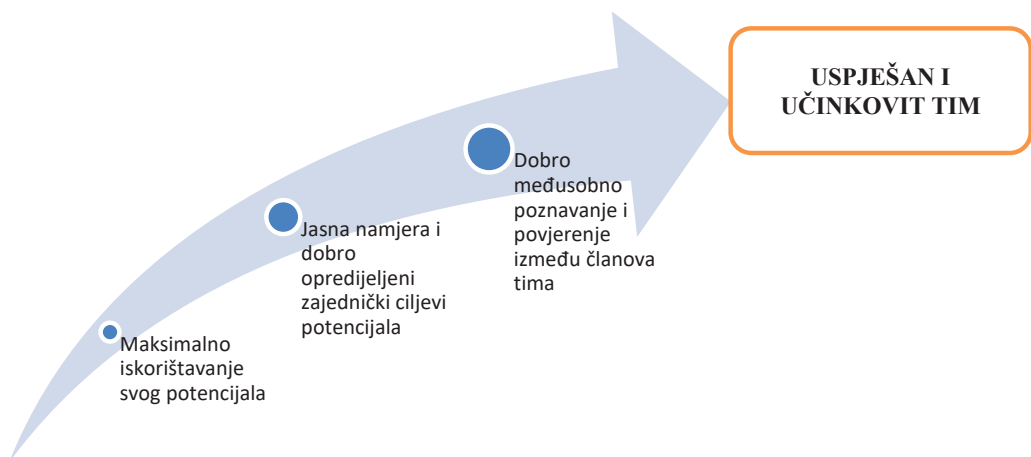 USPJEŠAN I
UČINKOVIT TIM
Dobro
međusobno
poznavanje i
povjerenje
između članova
tima
Jasna namjera i
dobro
opredijeljeni
zajednički ciljevi
potencijala
Maksimalno
iskorištavanje
svog potencijala